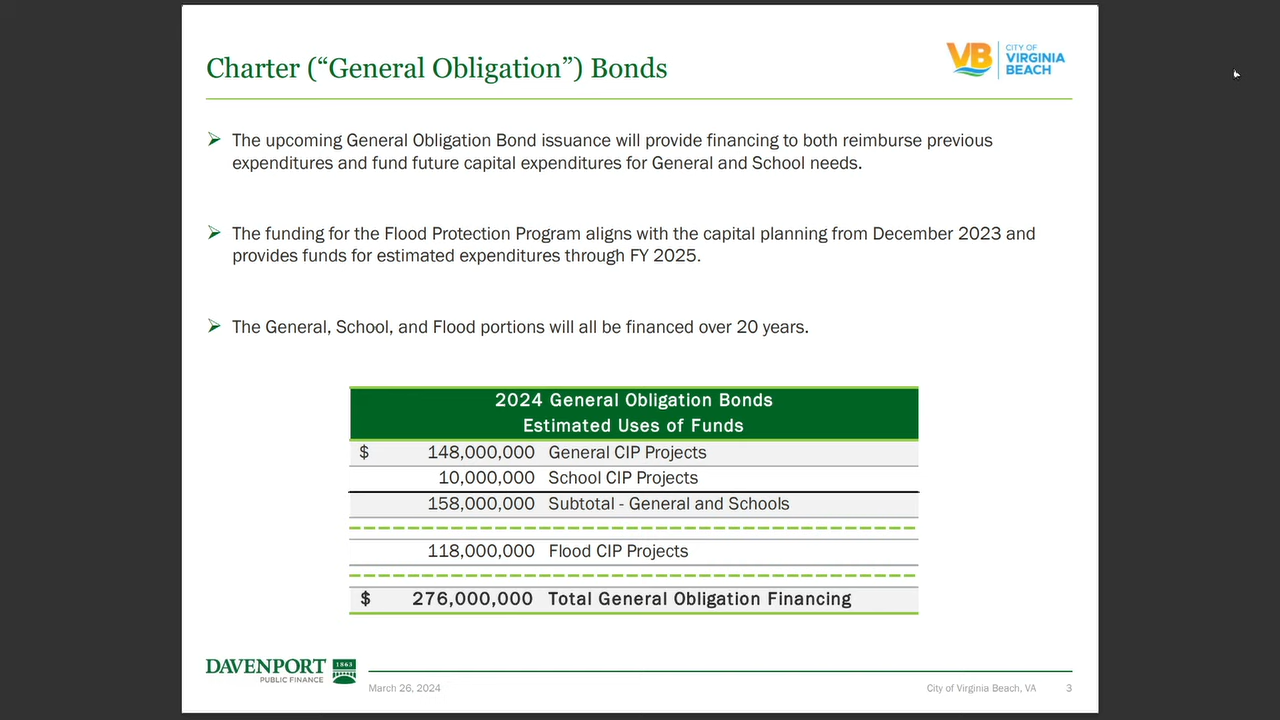 Charter (“General Obligation”) Bonds
VB
CITY OF
VIRGINIA
BEACH
The upcoming General Obligation Bond issuance will provide financing to both reimburse previous
expenditures and fund future capital expenditures for General and School needs.
The funding for the Flood Protection Program aligns with the capital planning from December 2023 and
provides funds for estimated expenditures through FY 2025.
The General, School, and Flood portions will all be financed over 20 years.
2024 General Obligation Bonds
Estimated Uses of Funds
$ 148,000,000 General CIP Projects
10,000,000 School CIP Projects
158,000,000 Subtotal - General and Schools
118,000,000 Flood CIP Projects
$ 276,000,000 Total General Obligation Financing
DAVENPORT 1863
PUBLIC FINANCE
March 26, 2024 City of Virginia Beach, VA 3